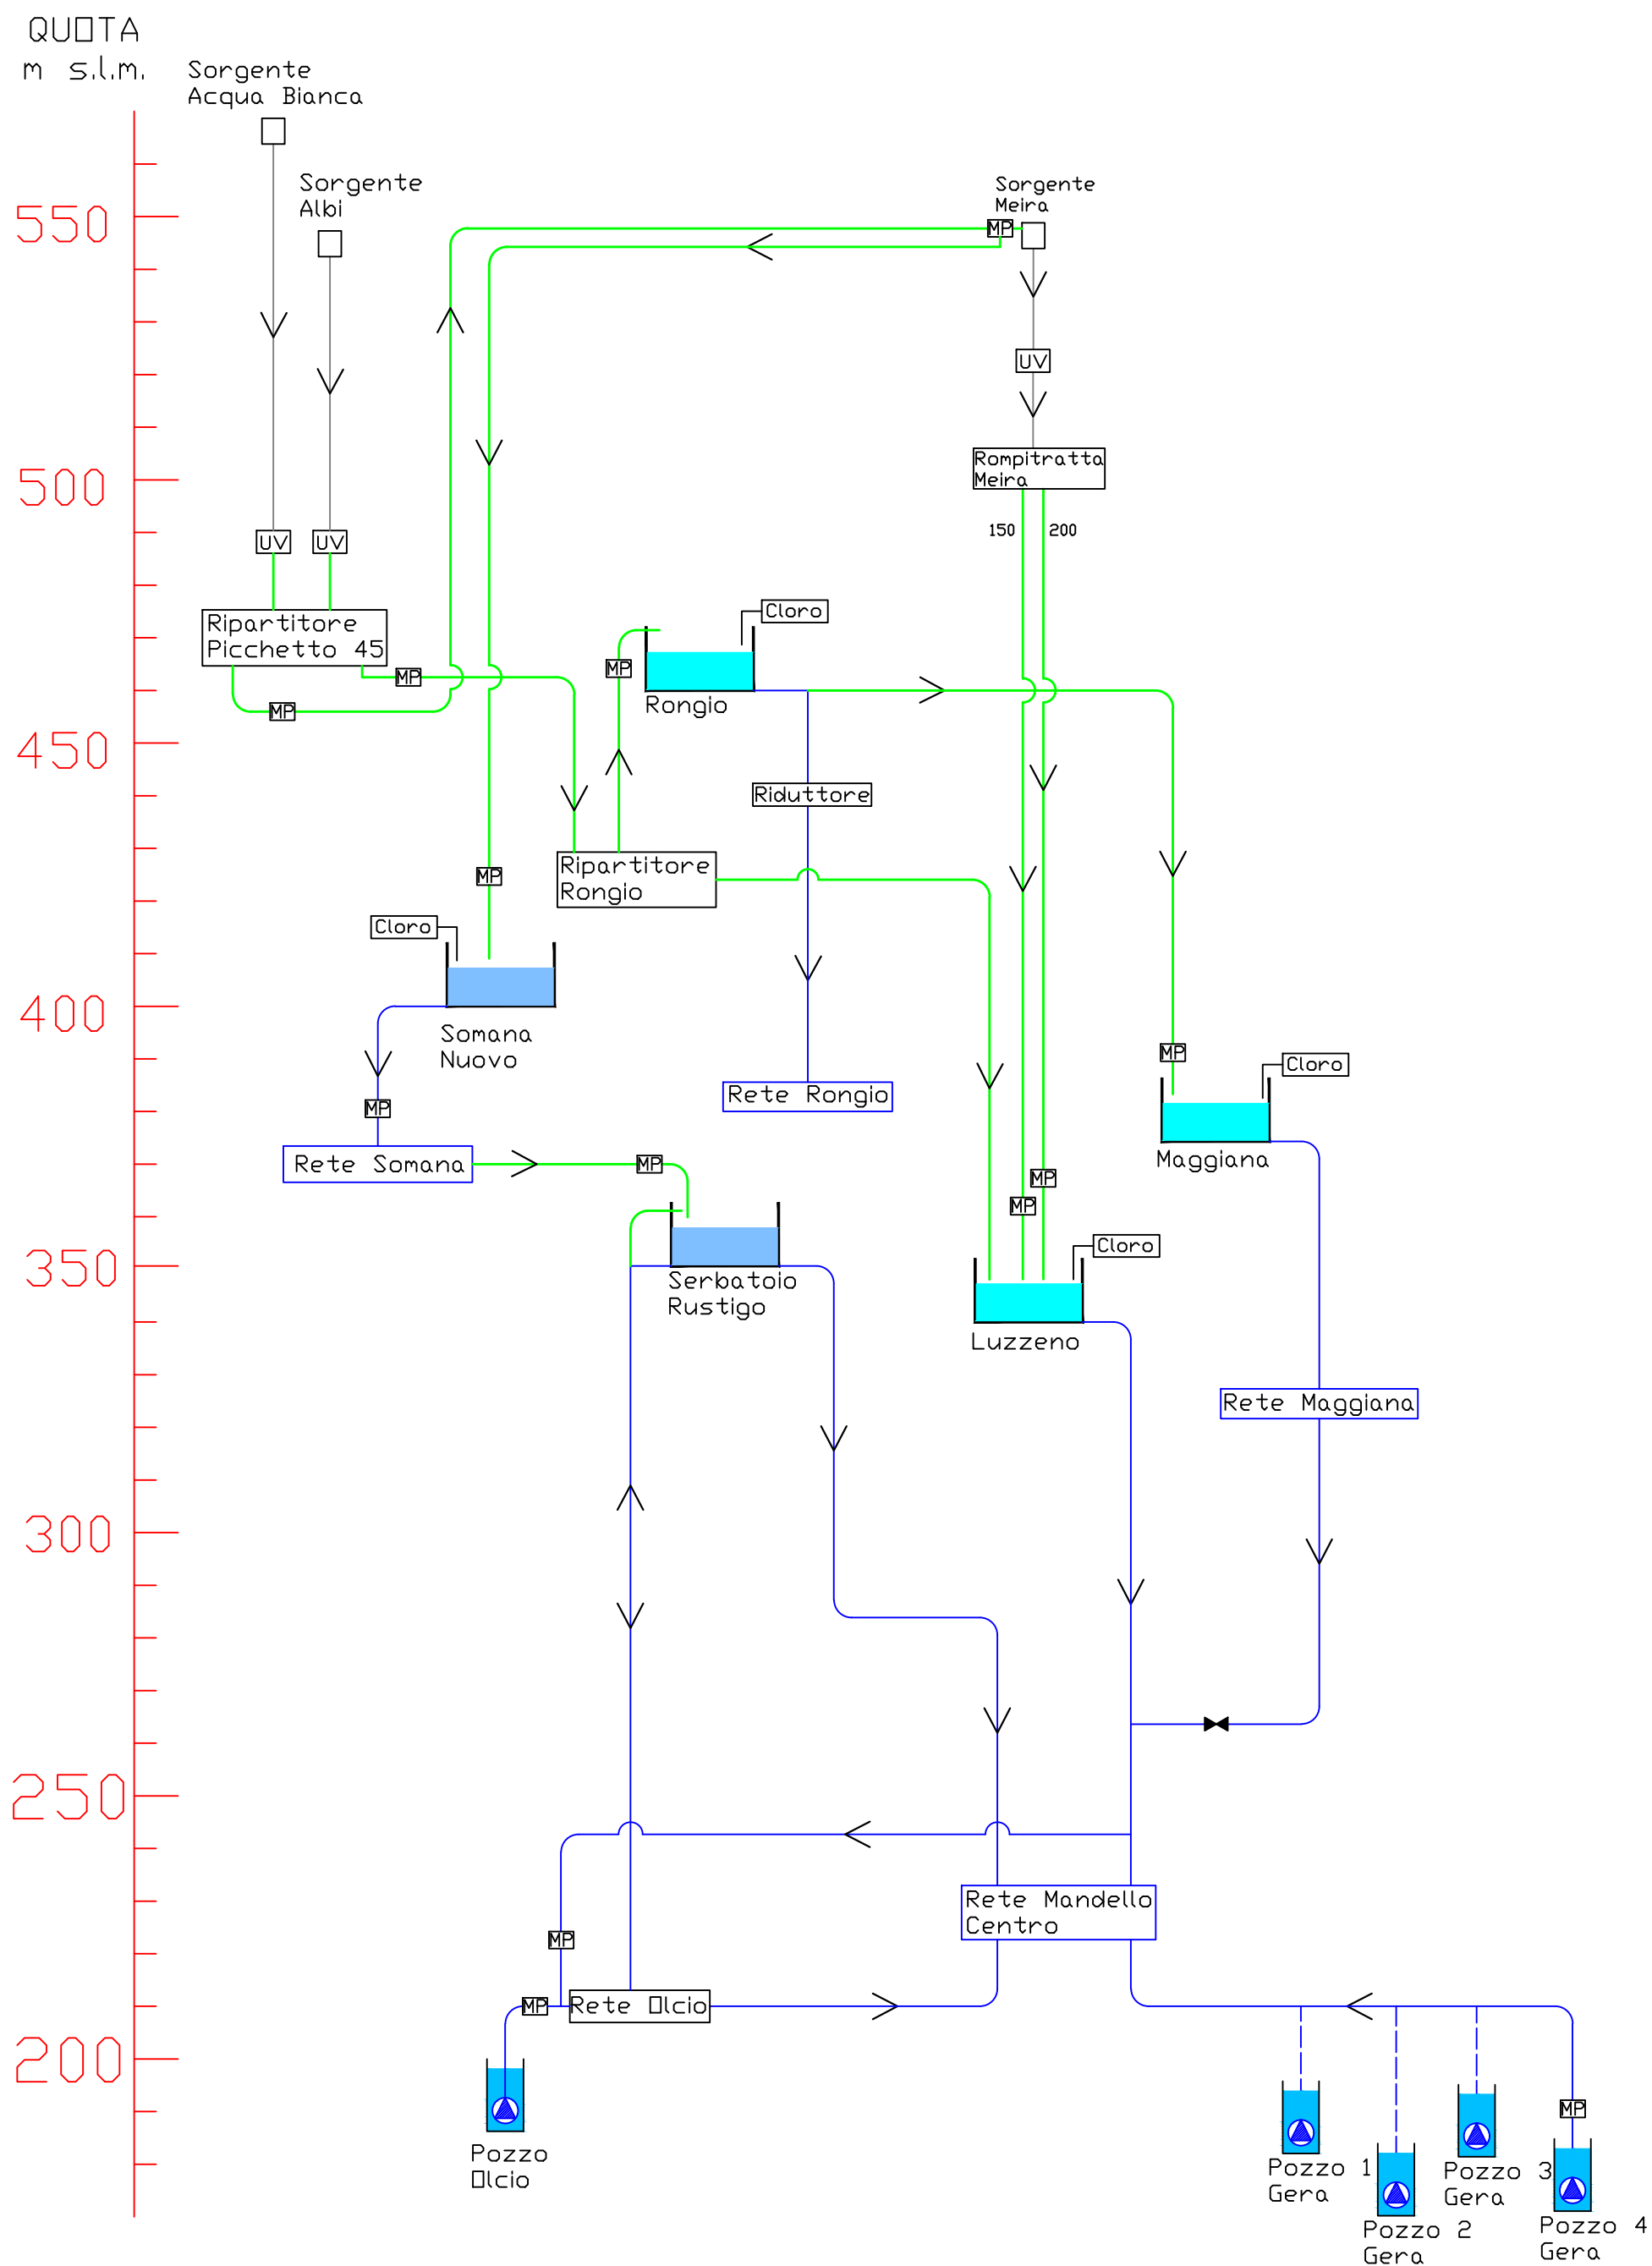 QUOTA
m s.l.m.
Sorgente
Acqua Bianca
Sorgente
Albi
Sorgente
Meira
550
MP
UV
Rompitratta
Meira
500
150
200
UV
UV
Cloro
Ripartitore
Picchetto 45
MP
MP
MP
Rongio
450
Riduttore
Ripartitore
Rongio
MP
Cloro
400
Somana
Nuovo
MP
Cloro
Rete Rongio
MP
Maggiana
Rete Somana
MP
MP
MP
Cloro
350
Serbatoio
Rustigo
Luzzeno
Rete Maggiana
300
250
Rete Mandello
Centro
MP
MP
Rete Olcio
200
MP
Pozzo
Olcio
Pozzo 1
Gera
Pozzo 2
Gera
Pozzo 3
Gera
Pozzo 4
Gera